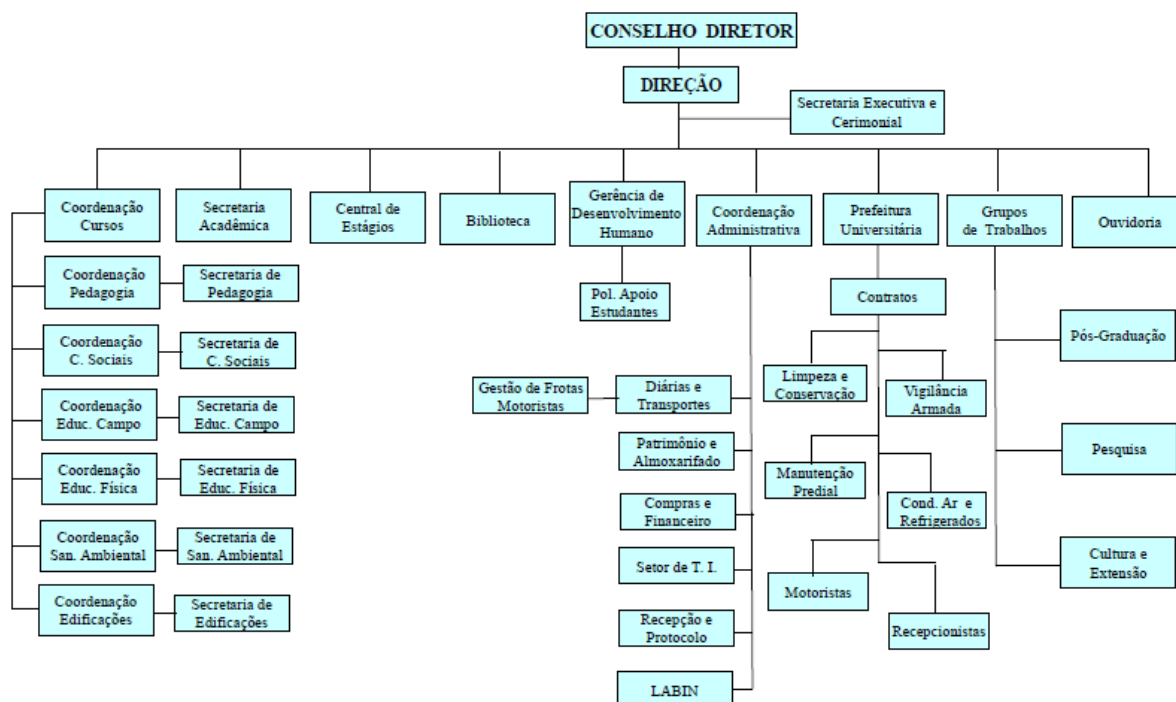 CONSELHO DIRETOR
DIREÇÃO
Secretaria Executiva e
Cerimonial
Coordenação
Cursos
Secretaria
Acadêmica
Central de
Estágios
Biblioteca
Gerência de
Desenvolvimento
Humano
Coordenação
Administrativa
Prefeitura
Universitária
Grupos
de Trabalhos
Ouvidoria
Coordenação
Pedagogia
Secretaria de
Pedagogia
Coordenação
C. Sociais
Secretaria de
C. Sociais
Coordenação
Educ. Campo
Secretaria de
Educ. Campo
Coordenação
Educ. Física
Secretaria de
Educ. Física
Coordenação
San. Ambiental
Secretaria de
San. Ambiental
Coordenação
Edificações
Secretaria de
Edificações
Pol. Apoio
Estudantes
Gestão de Frotas
Motoristas
Diárias e
Transportes
Patrimônio e
Almoxarifado
Compras e
Financeiro
Setor de T. I.
Recepção e
Protocolo
LABIN
Contratos
Limpeza e
Conservação
Vigilância
Armada
Manutenção
Predial
Cond. Ar e
Refrigerados
Motoristas
Recepcionistas
Pós-Graduação
Pesquisa
Cultura e
Extensão